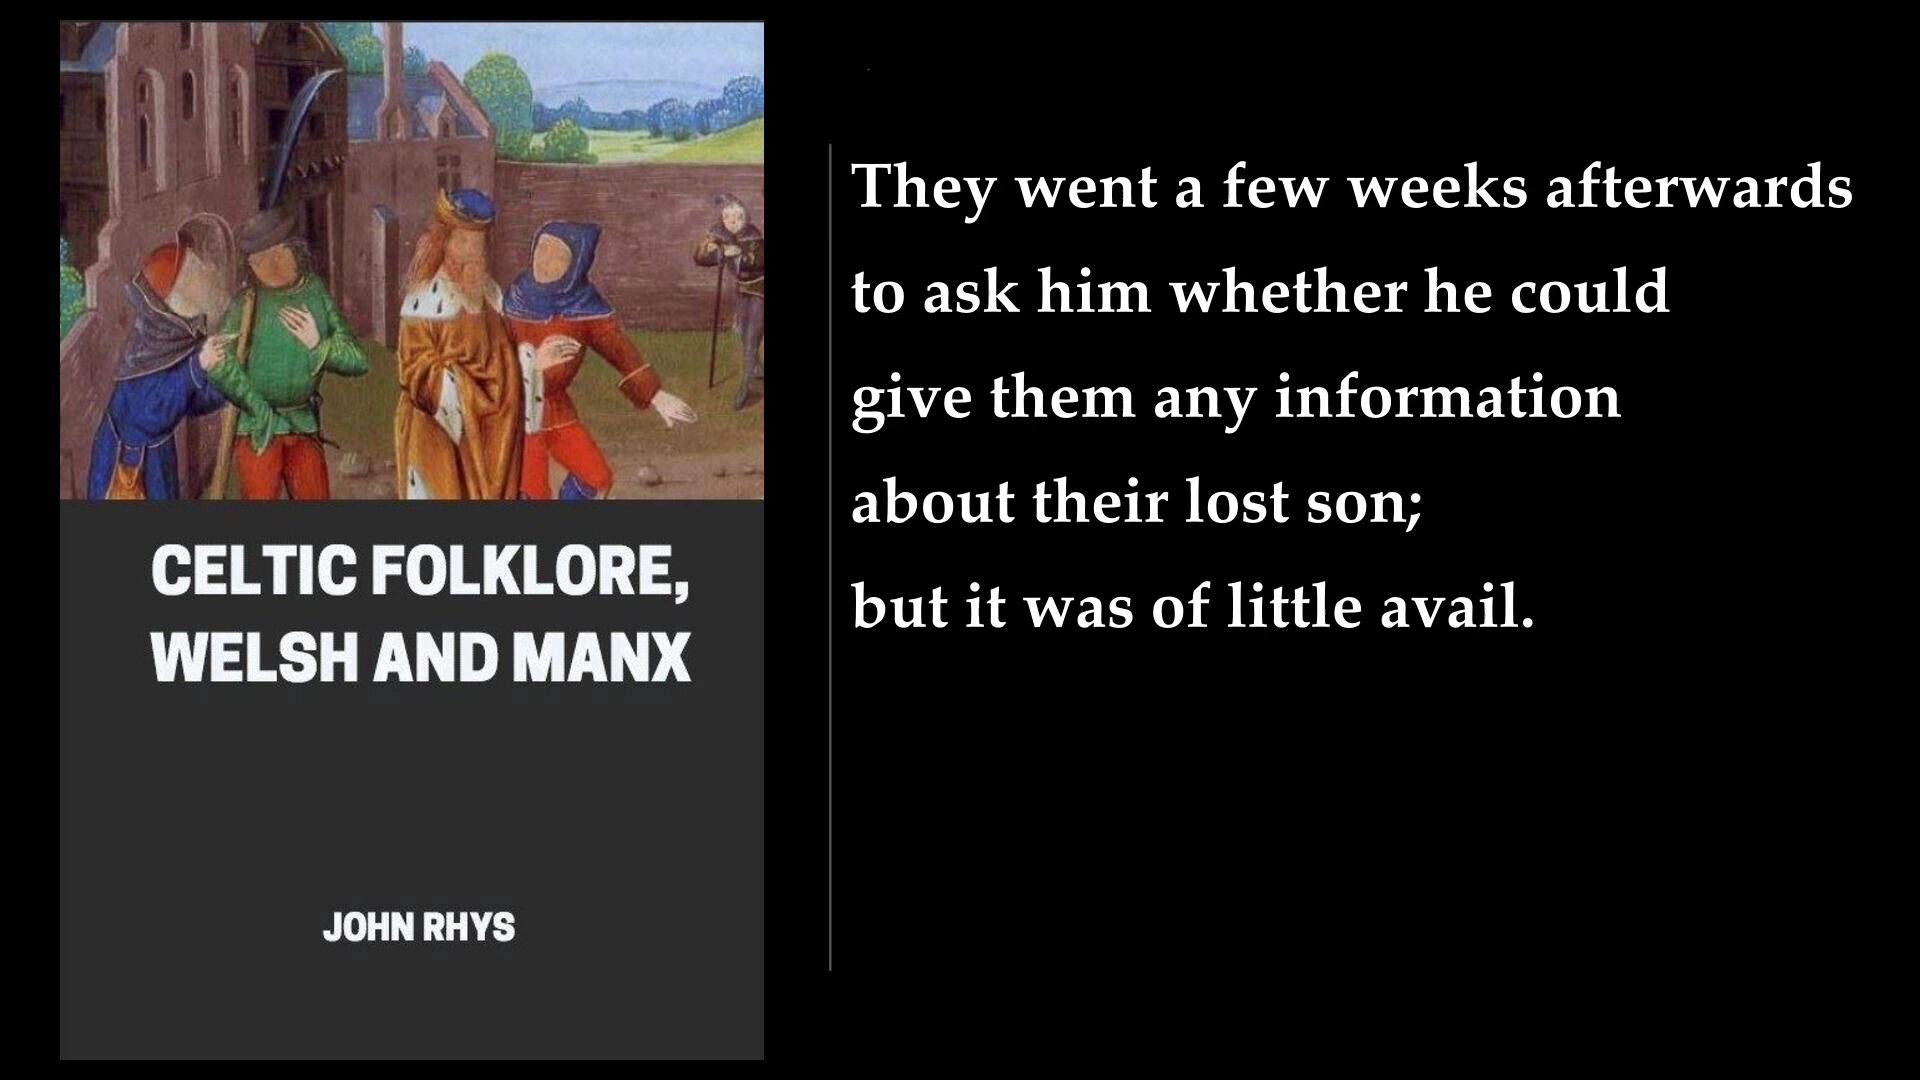 CELTIC FOLKLORE,
WELSH AND MANX
JOHN RHYS
They went a few weeks afterwards
to ask him whether he could
give them any information
about their lost son;
but it was of little avail.